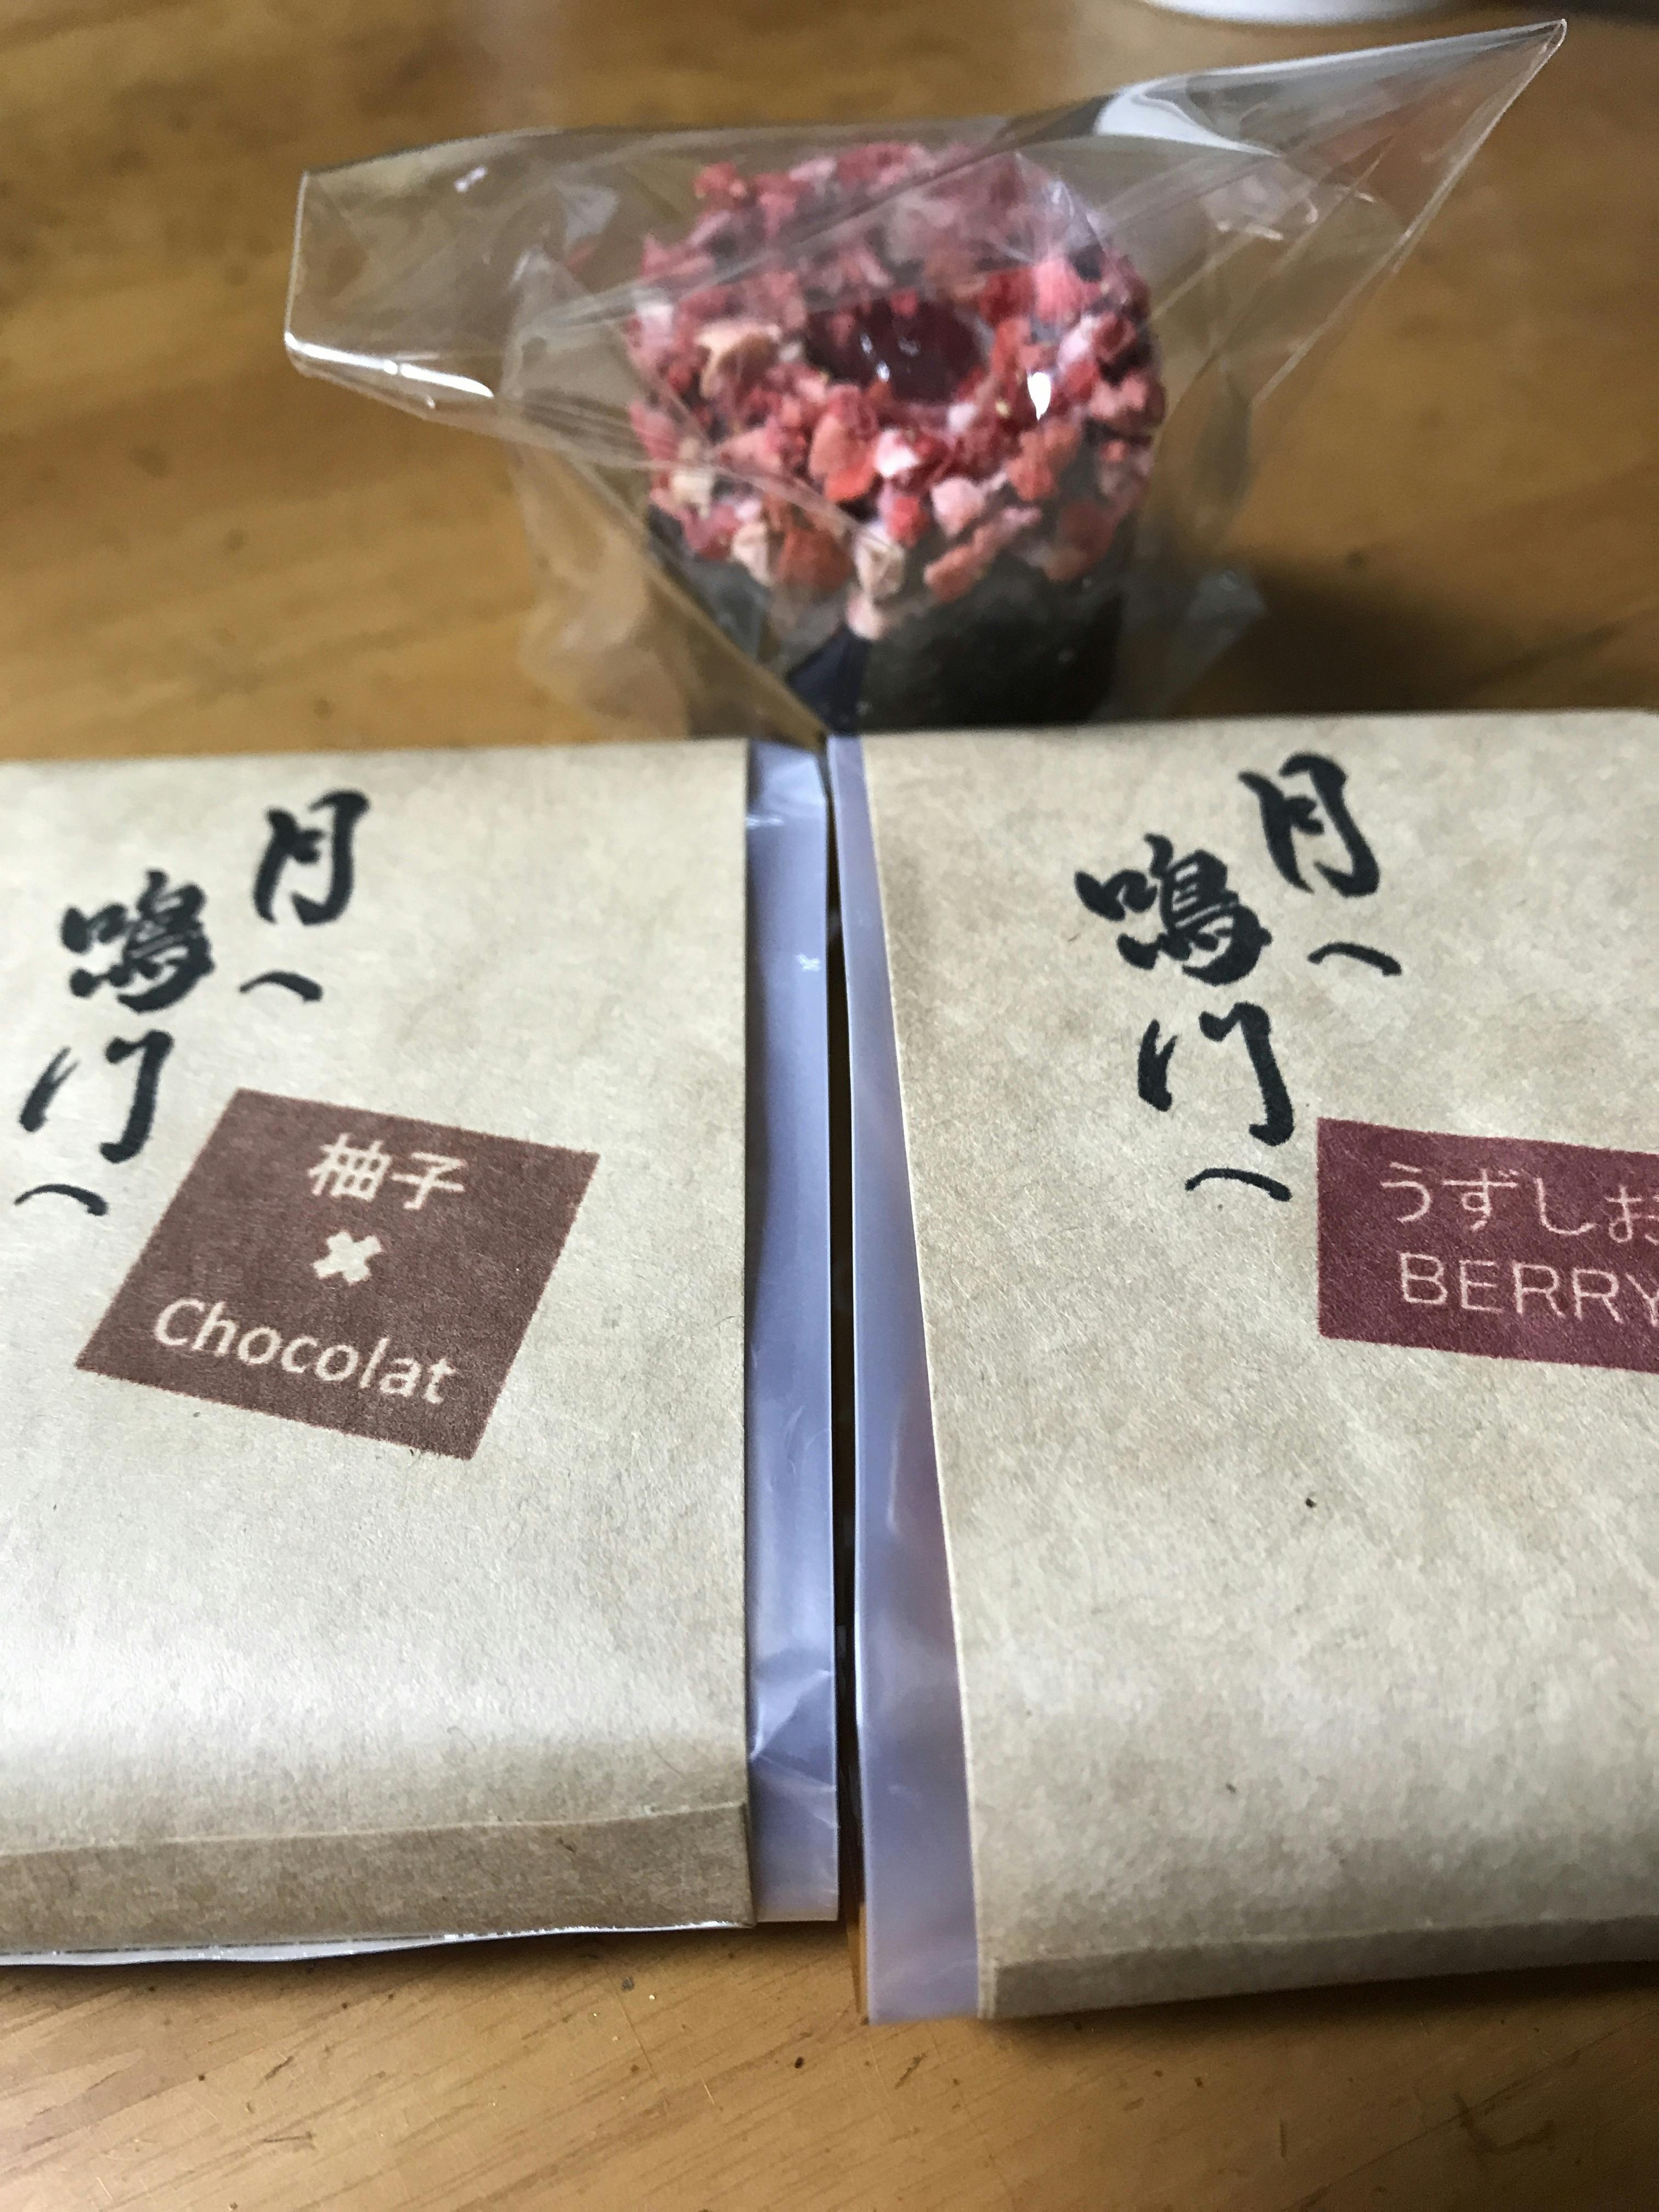 月へ
鳴門へ
柚子
×
Chocolat
月へ
鳴門へ
うずしお
BERRY